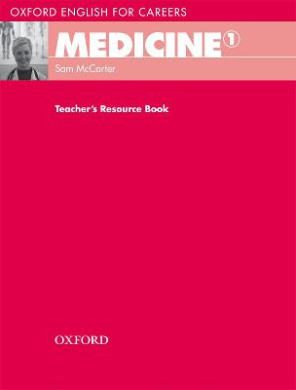 OXFORD ENGLISH FOR CAREERS
MEDICINE 1
Sam McCarter
Teacher's Resource Book
OXFORD